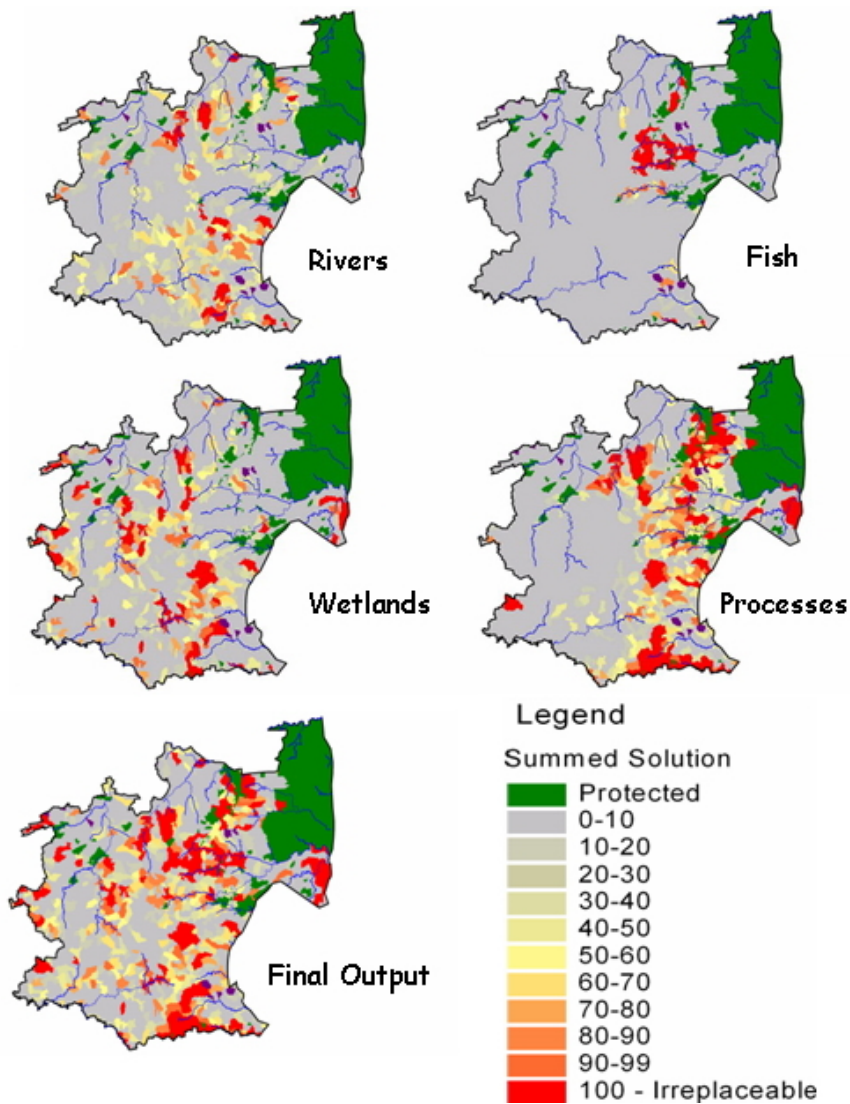 Rivers
Fish
Wetlands
Processes
Final Output
Legend
Summed Solution
Protected
0-10
10-20
20-30
30-40
40-50
50-60
60-70
70-80
80-90
90-99
100 - Irreplaceable